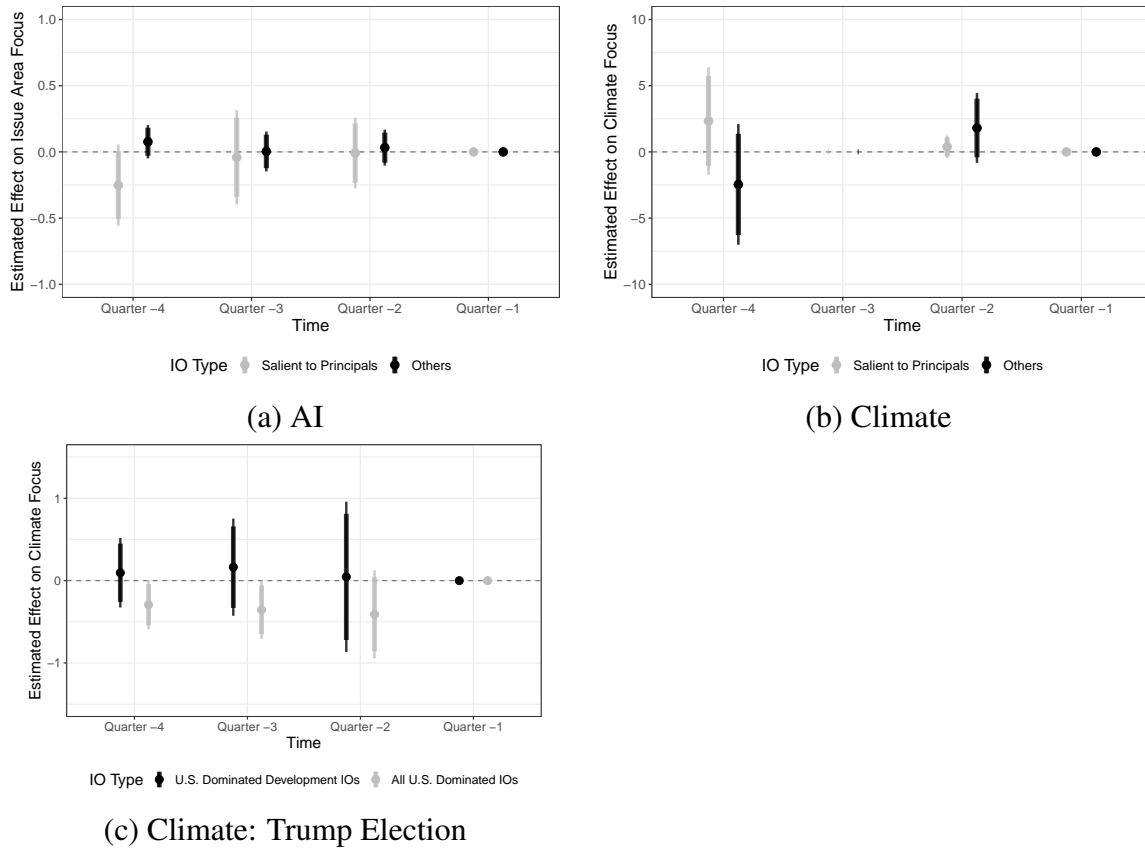 Estimated Effect on Issue Area Focus
1.0
0.5
0.0
−0.5
−1.0
Quarter −4 Quarter −3 Quarter −2 Quarter −1
Time
IO Type Salient to Principals Others
(a) AI
Estimated Effect on Climate Focus
10
5
0
−5
−10
Quarter −4 Quarter −3 Quarter −2 Quarter −1
Time
IO Type Salient to Principals Others
(b) Climate
Estimated Effect on Climate Focus
1
0
−1
Quarter −4 Quarter −3 Quarter −2 Quarter −1
Time
IO Type U.S. Dominated Development IOs All U.S. Dominated IOs
(c) Climate: Trump Election